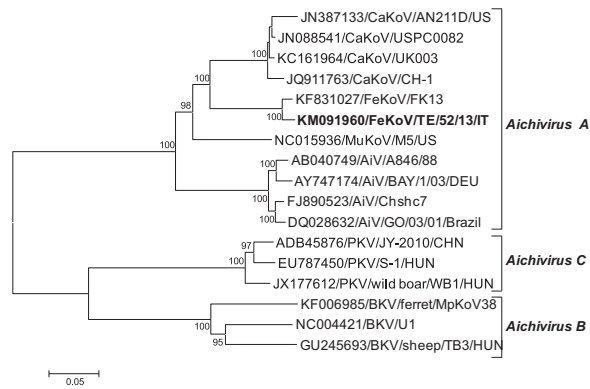 JN387133/CaKoV/AN211D/US
JN088541/CaKoV/USPC0082
100
KC161964/CaKoV/UK003
100
JQ911763/CaKoV/CH-1
KF831027/FeKoV/FK13
98
100
KM091960/FeKoV/TE/52/13/IT
Aichivirus A
NC015936/MuKoV/M5/US
100
AB040749/AiV/A846/88
100
AY747174/AiV/BAY/1/03/DEU
FJ890523/AiV/Chshc7
100
DQ028632/AiV/GO/03/01/Brazil
97
ADB45876/PKV/JY-2010/CHN
100
EU787450/PKV/S-1/HUN
Aichivirus C
JX177612/PKV/wild boar/WB1/HUN
KF006985/BKV/ferret/MpKoV38
100
NC004421/BKV/U1
Aichivirus B
95
GU245693/BKV/sheep/TB3/HUN
0.05